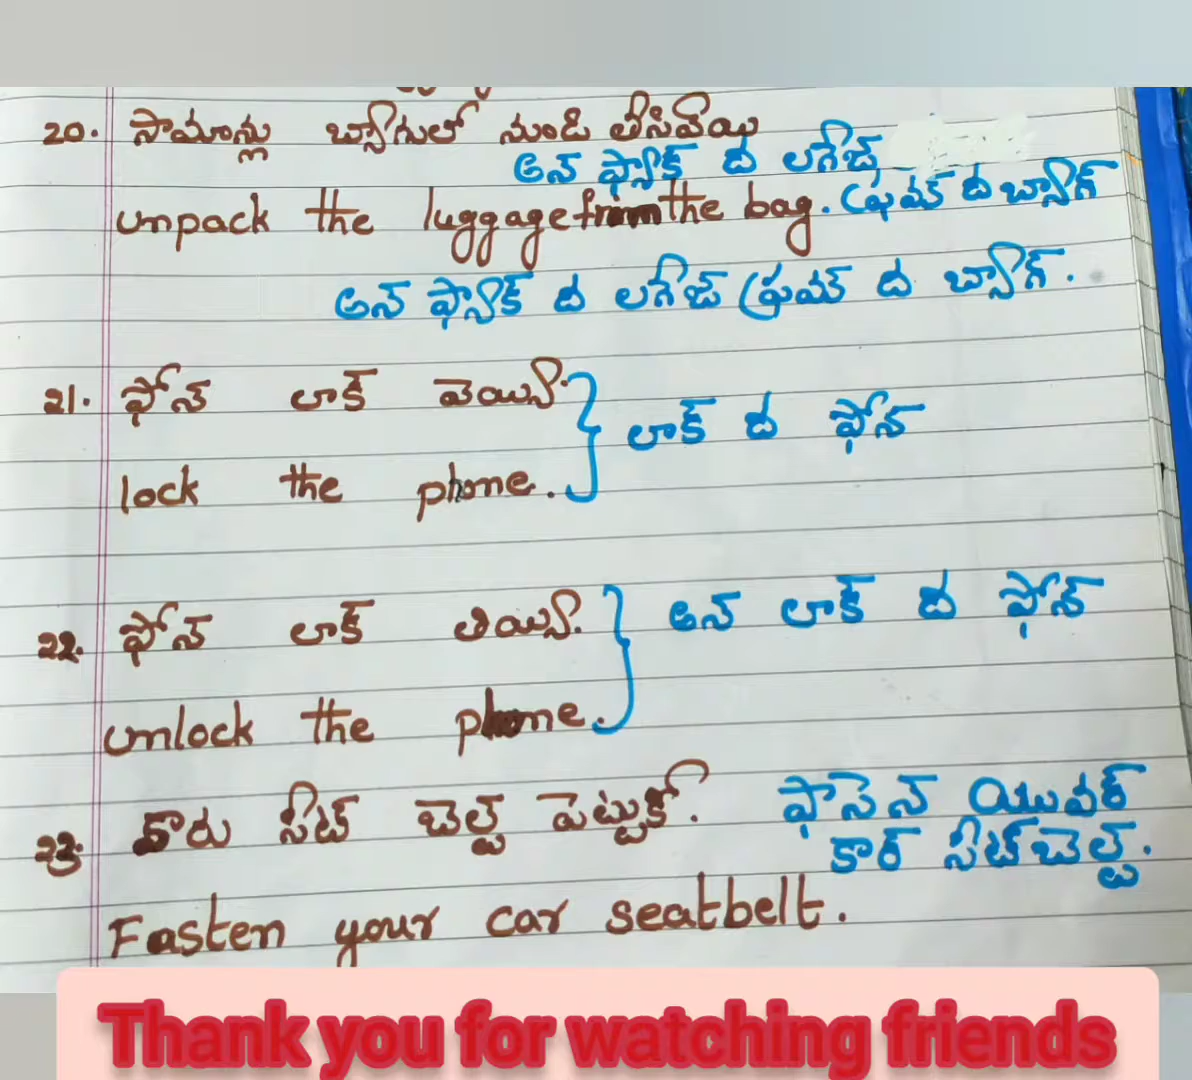 20. సామాన్లు బ్యాగులో నుండి తీసివేయి
అన్ ప్యాక్ ద లగేజ్
unpack the luggage from the bag. (ఫ్రమ్ ద బ్యాగ్
అన్ ప్యాక్ ద లగేజ్ ఫ్రమ్ ద బ్యాగ్.
21. ఫోన్ లాక్ వెయ్యి.
లాక్ ద ఫోన్
lock the phone.
22. ఫోన్ లాక్ తియ్యి.
అన్ లాక్ ద ఫోన్
unlock the phone.
23. కారు సీట్ బెల్ట్ పెట్టుకో. ఫాసెన్ యువర్
కార్ సీట్‌బెల్ట్.
Fasten your car seatbelt.
Thank you for watching friends